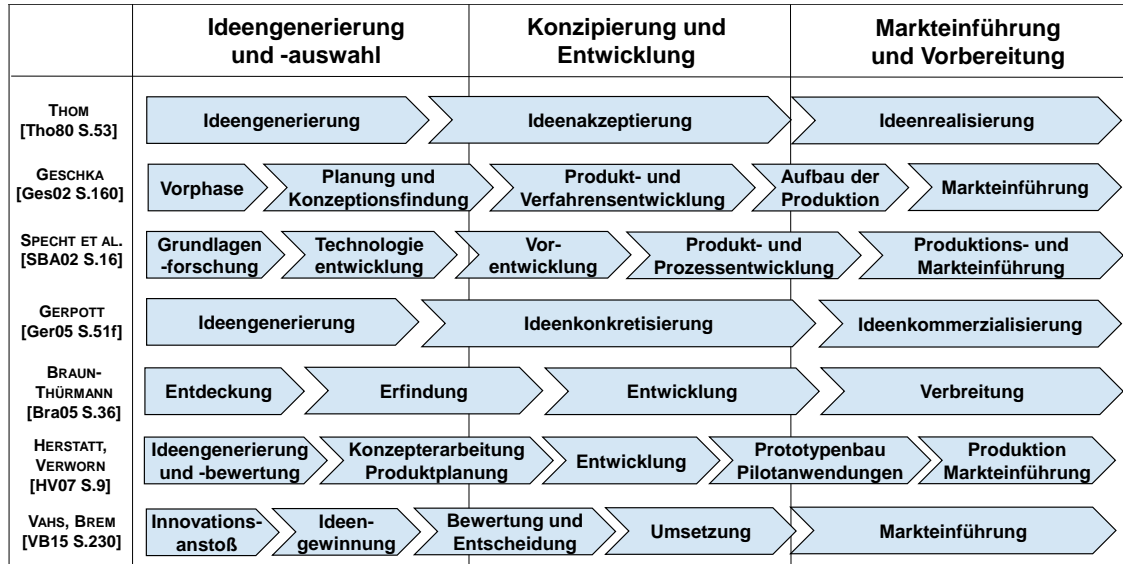 Ideengenerierung
und -auswahl
Konzipierung und
Entwicklung
Markteinführung
und Vorbereitung
THOM
[Tho80 S.53]
Ideengenerierung
Ideenakzeptierung
Ideenrealisierung
GESCHKA
[Ges02 S.160]
Vorphase
Planung und
Konzeptionsfindung
Produkt- und
Verfahrensentwicklung
Aufbau der
Produktion
Markteinführung
SPECHT ET AL.
[SBA02 S.16]
Grundlagen
-forschung
Technologie
entwicklung
Vor-
entwicklung
Produkt- und
Prozessentwicklung
Produktions- und
Markteinführung
GERPOTT
[Ger05 S.51f]
Ideengenerierung
Ideenkonkretisierung
Ideenkommerzialisierung
BRAUN-
THÜRMANN
[Bra05 S.36]
Entdeckung
Erfindung
Entwicklung
Verbreitung
HERSTATT,
VERWORN
[HV07 S.9]
Ideengenerierung
und -bewertung
Konzepterarbeitung
Produktplanung
Entwicklung
Prototypenbau
Pilotanwendungen
Produktion
Markteinführung
VAHS, BREM
[VB15 S.230]
Innovations-
anstoß
Ideen-
gewinnung
Bewertung und
Entscheidung
Umsetzung
Markteinführung